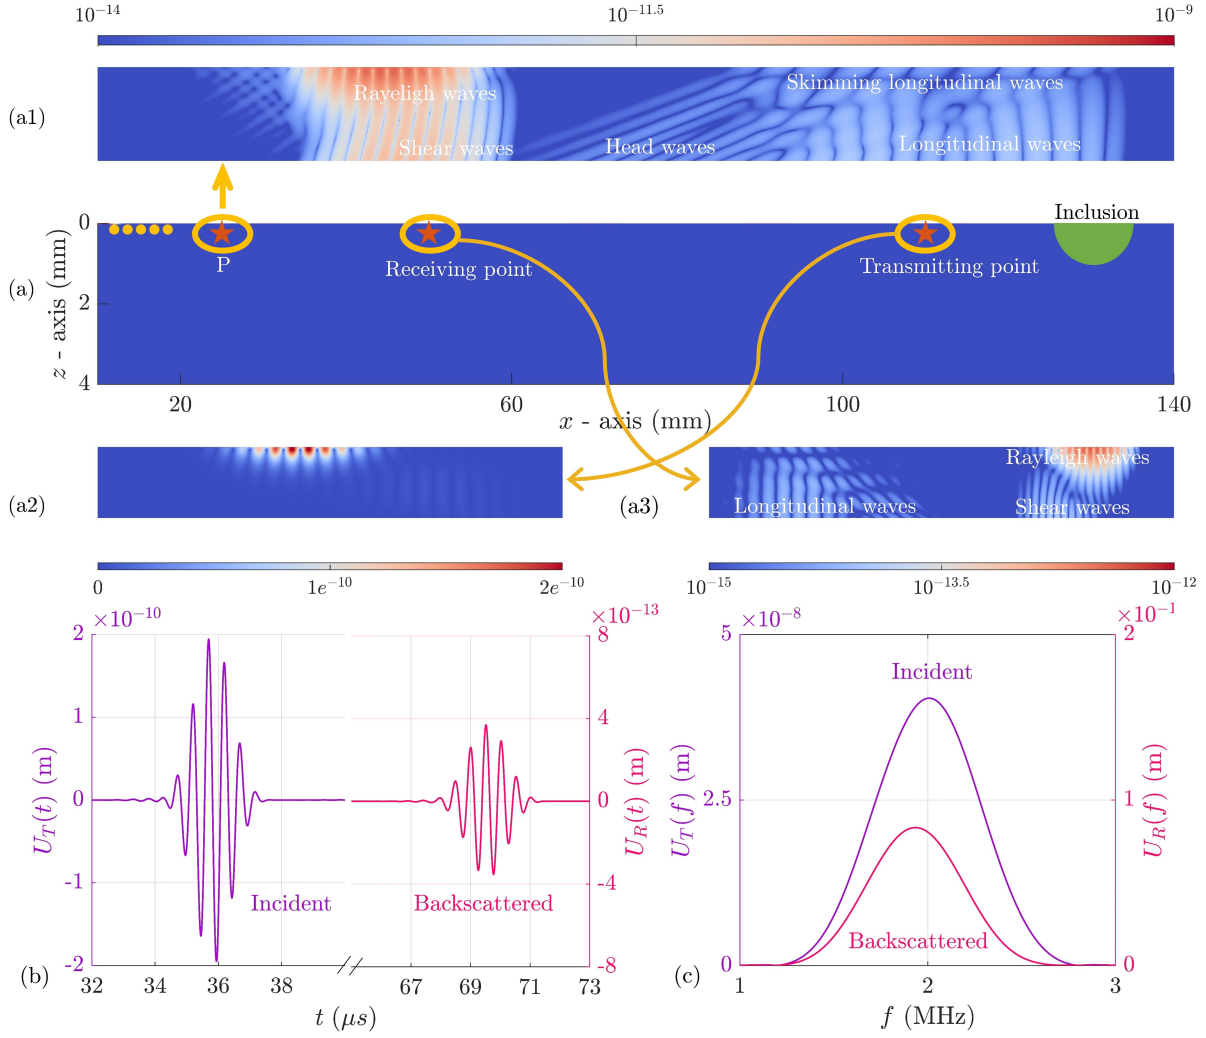 10⁻¹⁴ 10⁻¹¹·⁵ 10⁻⁹
(a1)
Rayeligh waves
Shear waves
Head waves
Skimming longitudinal waves
Longitudinal waves
(a)
z - axis (mm)
0
2
4
P
Receiving point
Transmitting point
Inclusion
20 60 100 140
x - axis (mm)
(a2)
(a3)
Longitudinal waves
Rayleigh waves
Shear waves
0 1e⁻¹⁰ 2e⁻¹⁰
10⁻¹⁵ 10⁻¹³·⁵ 10⁻¹²
×10⁻¹⁰
2
1
0
-1
-2
U_T(t) (m)
Incident
×10⁻¹³
8
4
0
-4
-8
U_R(t) (m)
Backscattered
(b)
32 34 36 38 67 69 71 73
t (μs)
×10⁻⁸
5
2.5
0
U_T(f) (m)
Incident
×10⁻¹
2
1
0
U_R(f) (m)
Backscattered
(c)
1 2 3
f (MHz)